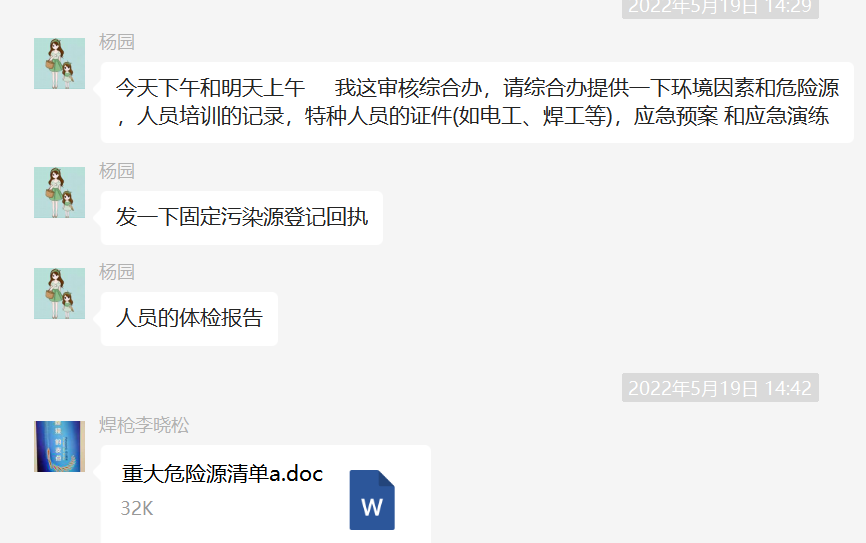 2022年5月19日 14:29
杨园
今天下午和明天上午 我这审核综合办，请综合办提供一下环境因素和危险源
，人员培训的记录，特种人员的证件(如电工、焊工等)，应急预案 和应急演练
杨园
发一下固定污染源登记回执
杨园
人员的体检报告
2022年5月19日 14:42
焊枪李晓松
重大危险源清单a.doc
32K
W